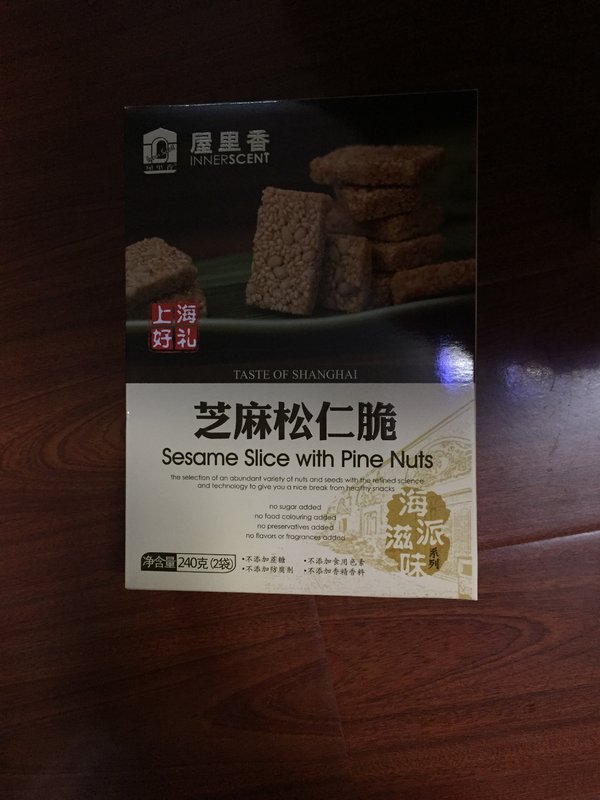 屋里香
INNERSCENT
屋里香
上海
好礼
TASTE OF SHANGHAI
芝麻松仁脆
Sesame Slice with Pine Nuts
the selection of an abundant variety of nuts and seeds with the refined science
and technology to give you a nice break from healthy snacks
no sugar added
no food colouring added
no preservatives added
no flavors or fragrances added
海派
滋味
系列
净含量 240克(2袋)
•不添加蔗糖 •不添加食用色素
•不添加防腐剂 •不添加香精香料